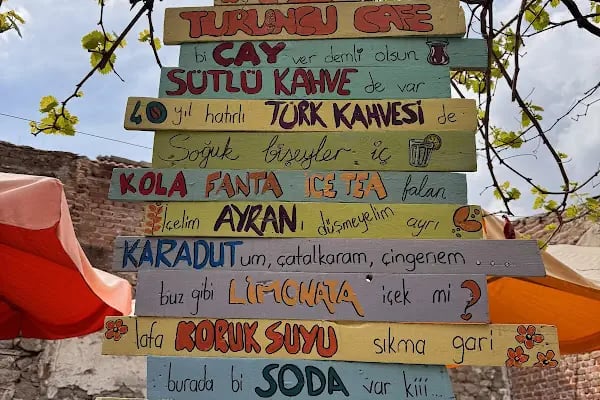 TURUNCU CAFE
bi ÇAY ver demli olsun
SÜTLÜ KAHVE de var
40 yıl hatırlı TÜRK KAHVESİ de
Soğuk bişeyler iç
KOLA FANTA ICE TEA falan
İçelim AYRANı düşmeyelim ayrı
KARADUTum, çatalkaram, çingenem...
buz gibi LİMONATA içek mi ?
lafa KORUK SUYU sıkma gari
burada bi SODA var kiii...